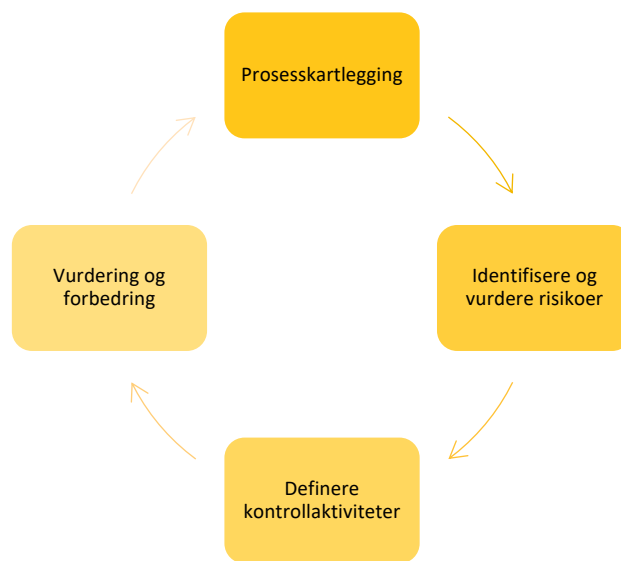 Prosesskartlegging
Identifisere og
vurdere risikoer
Definere
kontrollaktiviteter
Vurdering og
forbedring